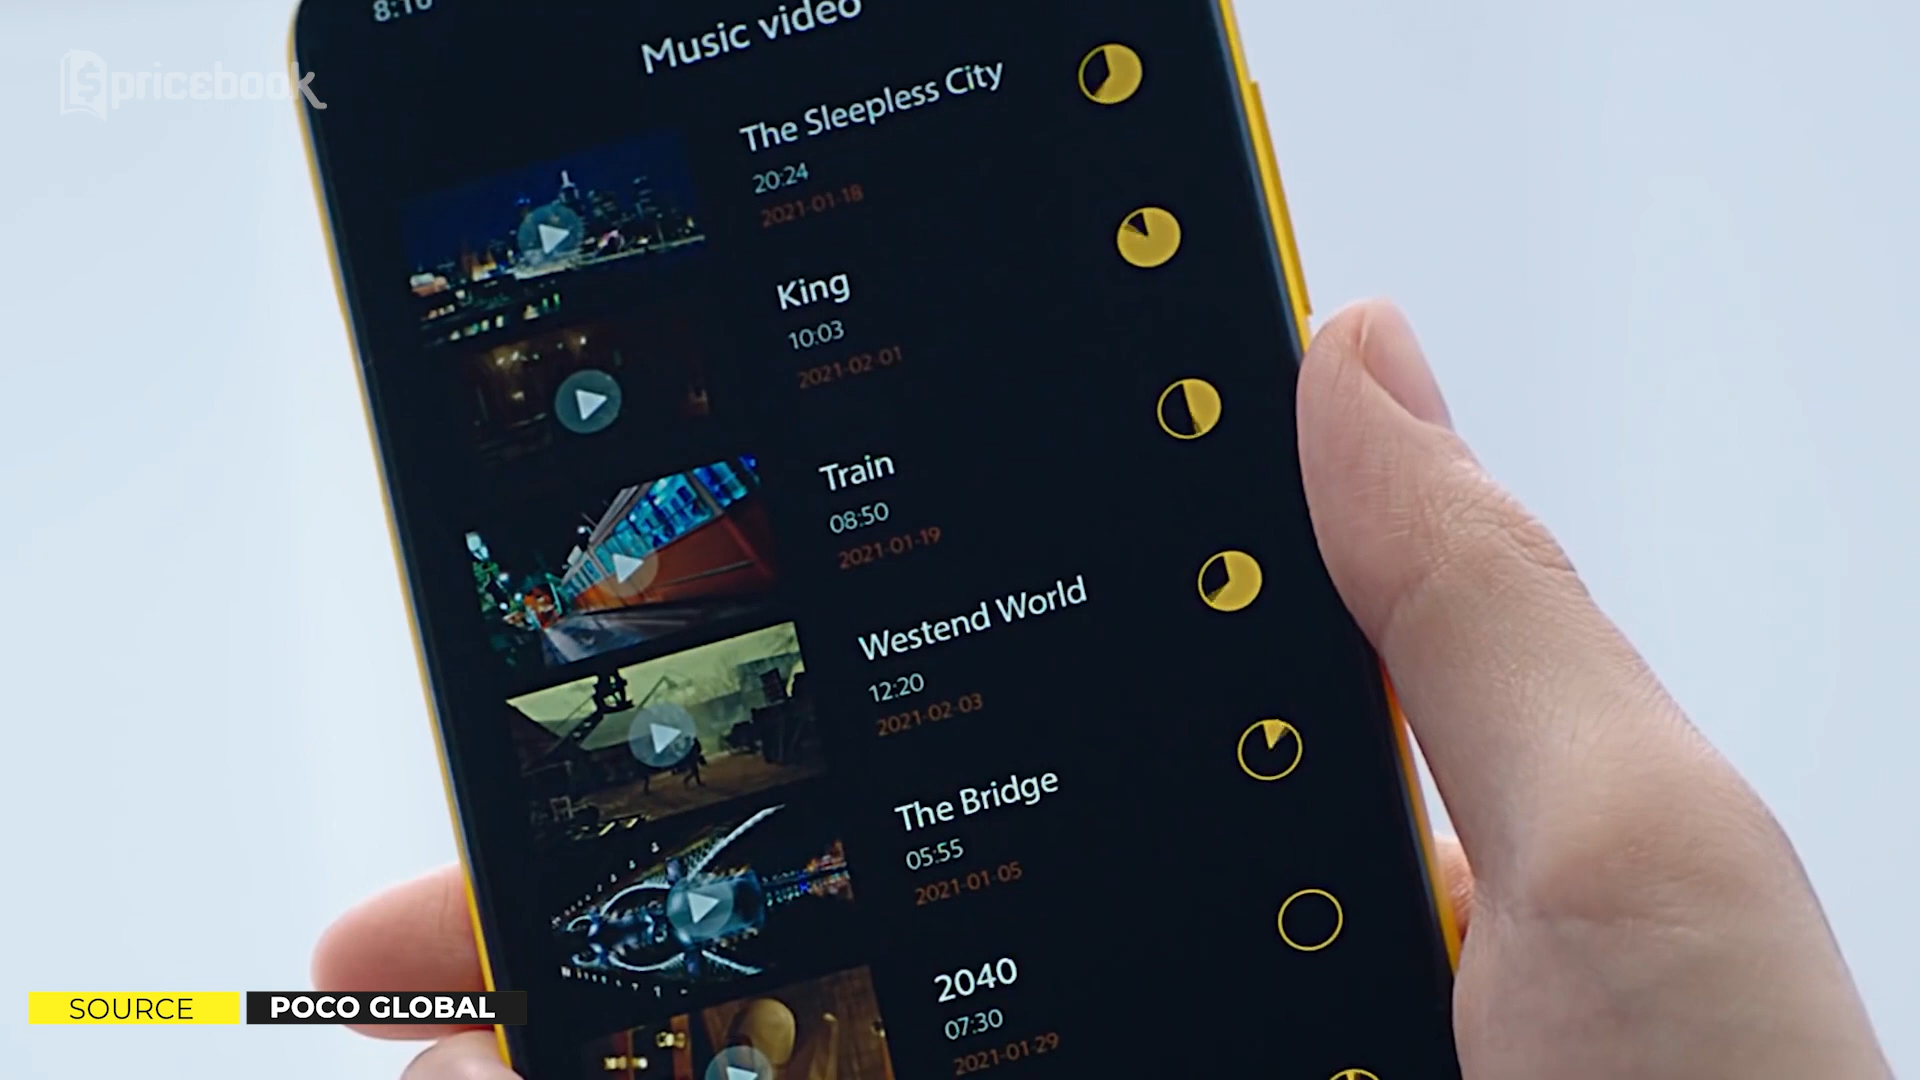 8:10
pricebook
Music video
The Sleepless City
20:24
2021-01-18
King
10:03
2021-02-01
Train
08:50
2021-01-19
Westend World
12:20
2021-02-03
The Bridge
05:55
2021-01-05
2040
07:30
2021-01-29
SOURCE
POCO GLOBAL